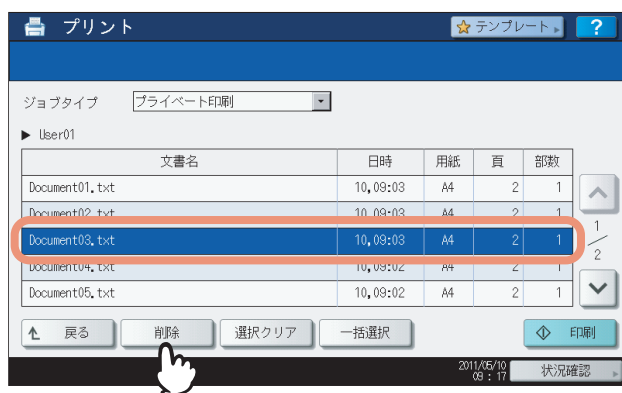 プリント
テンプレート ?
ジョブタイプ プライベート印刷
▶ User01
文書名 日時 用紙 頁 部数
Document01.txt 10,09:03 A4 2 1
Document02.txt 10,09:03 A4 2 1
Document03.txt 10,09:03 A4 2 1
Document04.txt 10,09:02 A4 2 1
Document05.txt 10,09:02 A4 2 1
1/2
戻る 削除 選択クリア 一括選択 印刷
2011/05/10
09:17
状況確認